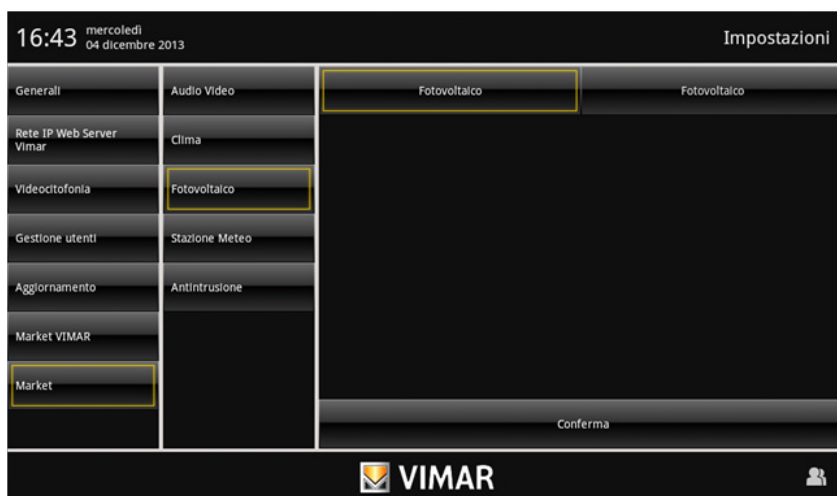 16:43 mercoledì
04 dicembre 2013
Impostazioni
Generali
Rete IP Web Server
Vimar
Videocitofonia
Gestione utenti
Aggiornamento
Market VIMAR
Market
Audio Video
Clima
Fotovoltaico
Stazione Meteo
Antintrusione
Fotovoltaico
Fotovoltaico
Conferma
VIMAR